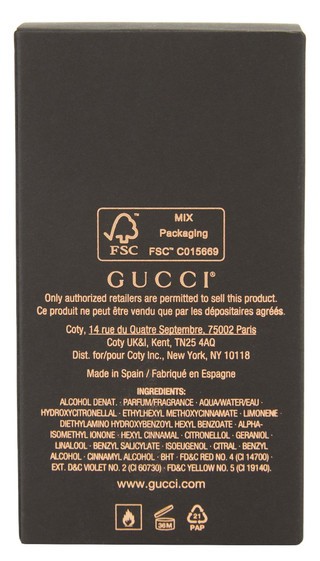 MIX
Packaging
FSC FSC™ C015669
GUCCI®
Only authorized retailers are permitted to sell this product.
Ce produit ne peut être vendu que par les dépositaires agréés.
Coty, 14 rue du Quatre Septembre, 75002 Paris
Coty UK&I, Kent, TN25 4AQ
Dist. for/pour Coty Inc., New York, NY 10118
Made in Spain / Fabriqué en Espagne
INGREDIENTS:
ALCOHOL DENAT. · PARFUM/FRAGRANCE · AQUA/WATER/EAU ·
HYDROXYCITRONELLAL · ETHYLHEXYL METHOXYCINNAMATE · LIMONENE ·
DIETHYLAMINO HYDROXYBENZOYL HEXYL BENZOATE · ALPHA-
ISOMETHYL IONONE · HEXYL CINNAMAL · CITRONELLOL · GERANIOL ·
LINALOOL · BENZYL SALICYLATE · ISOEUGENOL · CITRAL · BENZYL
ALCOHOL · CINNAMYL ALCOHOL · BHT · FD&C RED NO. 4 (CI 14700) ·
EXT. D&C VIOLET NO. 2 (CI 60730) · FD&C YELLOW NO. 5 (CI 19140).
www.gucci.com
36M
21
PAP